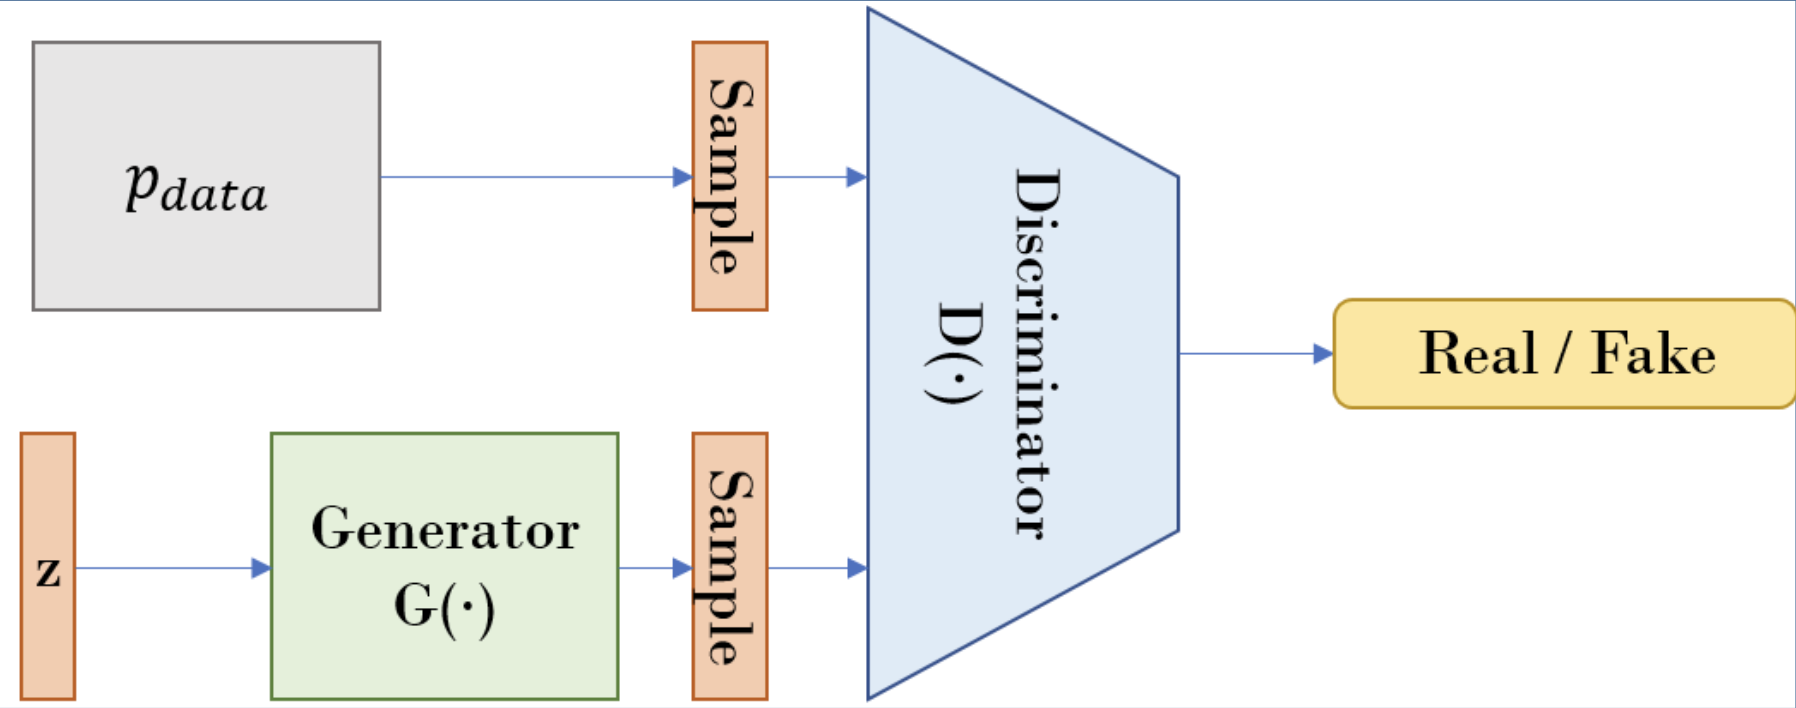 p_data
Sample
z
Generator
G(·)
Sample
Discriminator
D(·)
Real / Fake